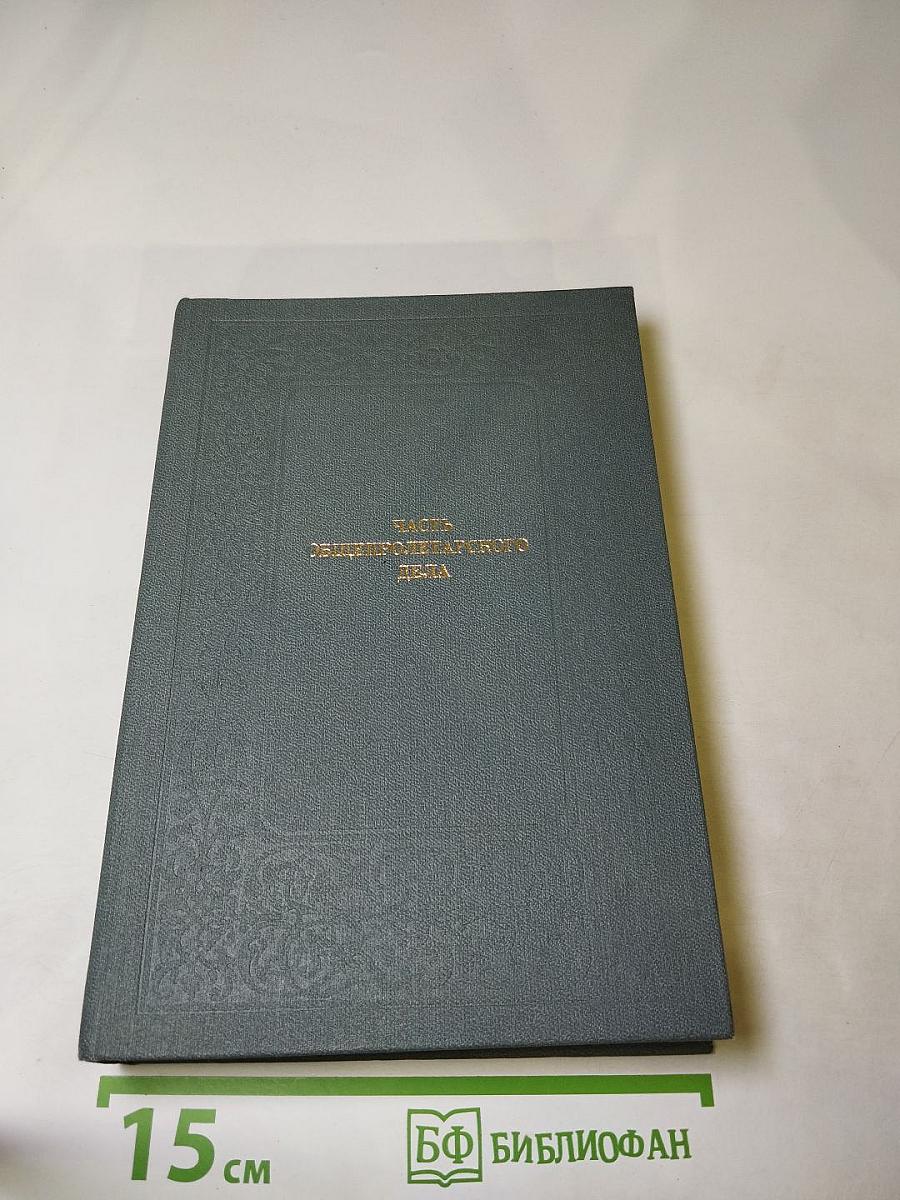 ЧАСТЬ
ОБЩЕПРОЛЕТАРСКОГО
ДЕЛА
15 см
БФ БИБЛИОФАН